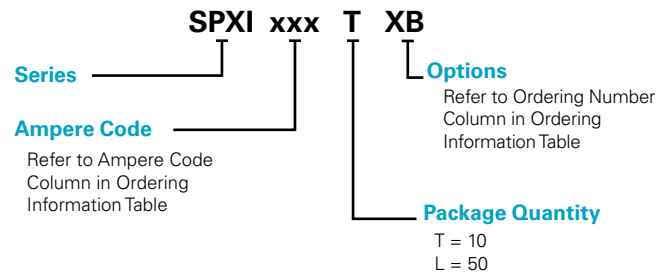 SPXI xxx T XB
Series
Ampere Code
Refer to Ampere Code
Column in Ordering
Information Table
Options
Refer to Ordering Number
Column in Ordering
Information Table
Package Quantity
T = 10
L = 50